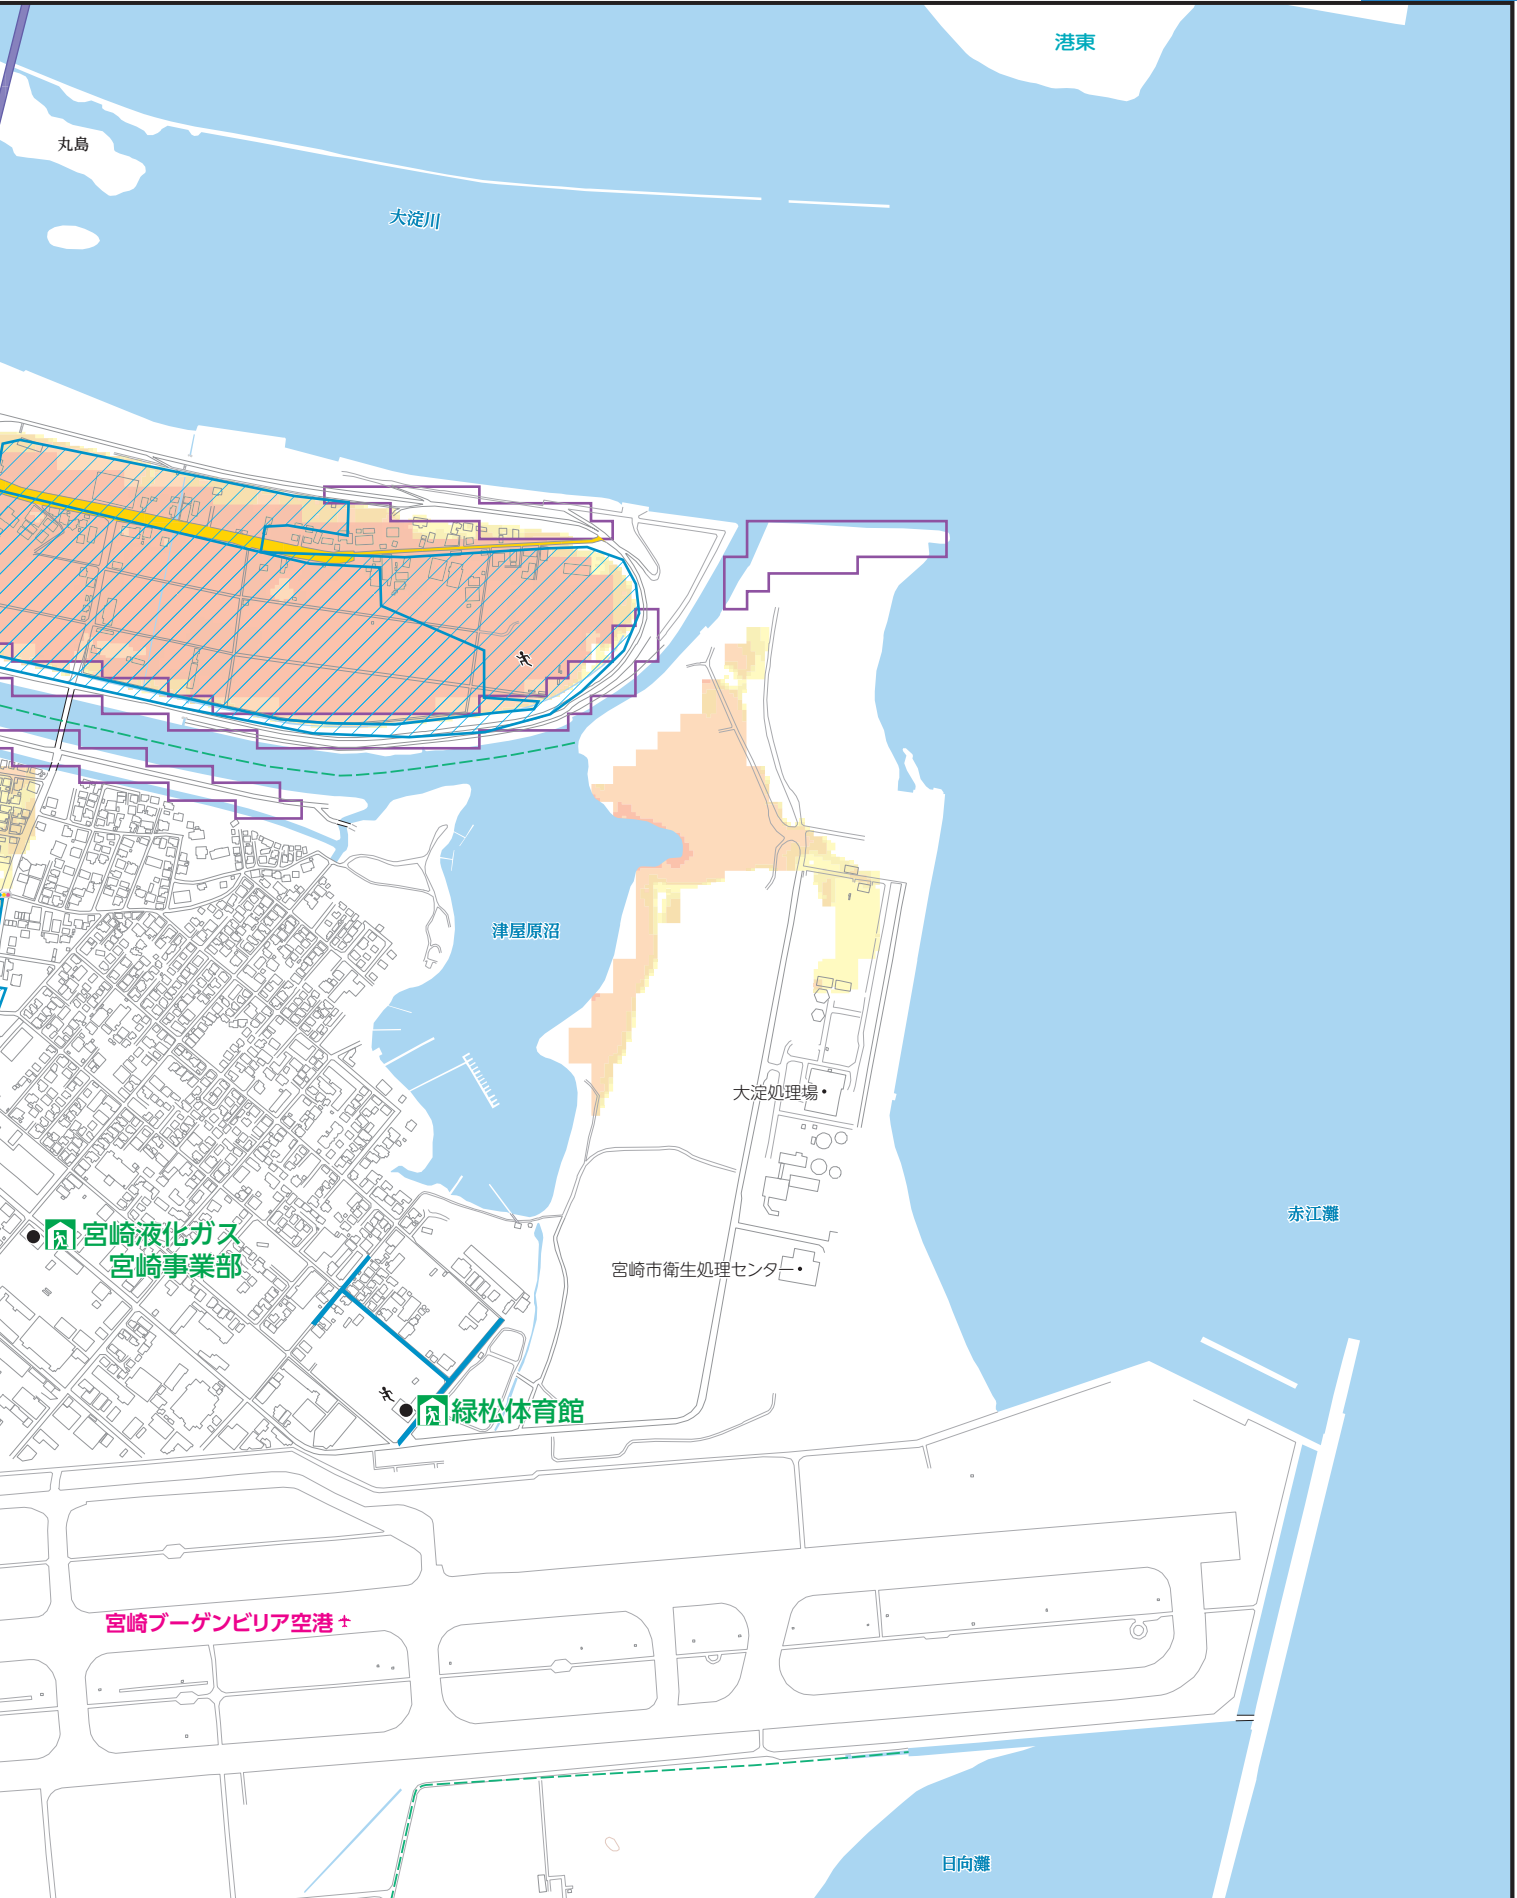 港東
丸島
大淀川
津屋原沼
大淀処理場
赤江灘
宮崎液化ガス
宮崎事業部
宮崎市衛生処理センター
緑松体育館
宮崎ブーゲンビリア空港
日向灘